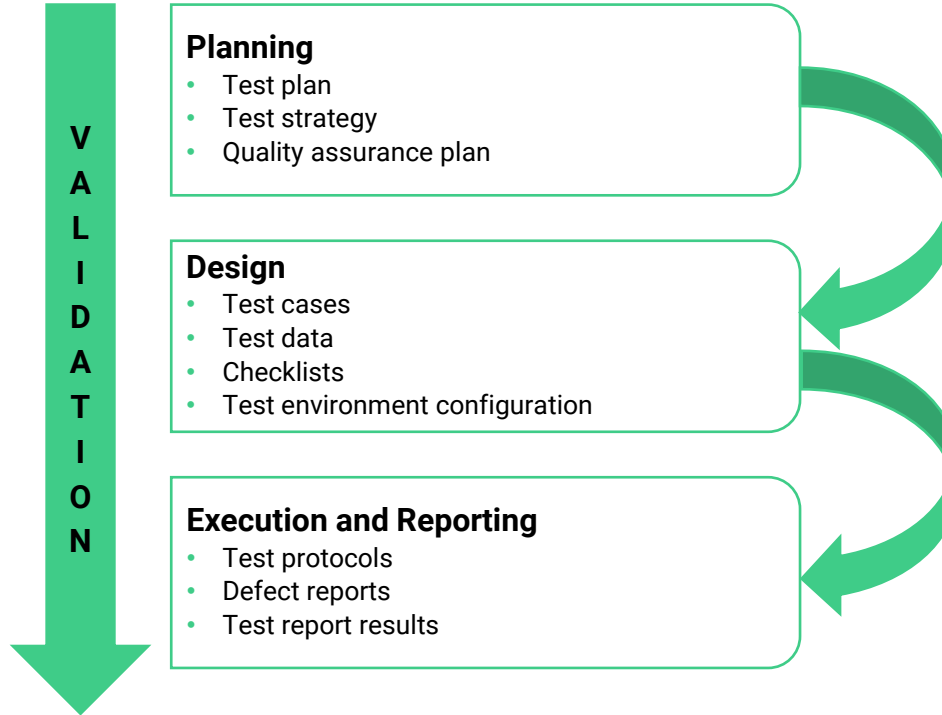 VALIDATION
Planning
• Test plan
• Test strategy
• Quality assurance plan
Design
• Test cases
• Test data
• Checklists
• Test environment configuration
Execution and Reporting
• Test protocols
• Defect reports
• Test report results